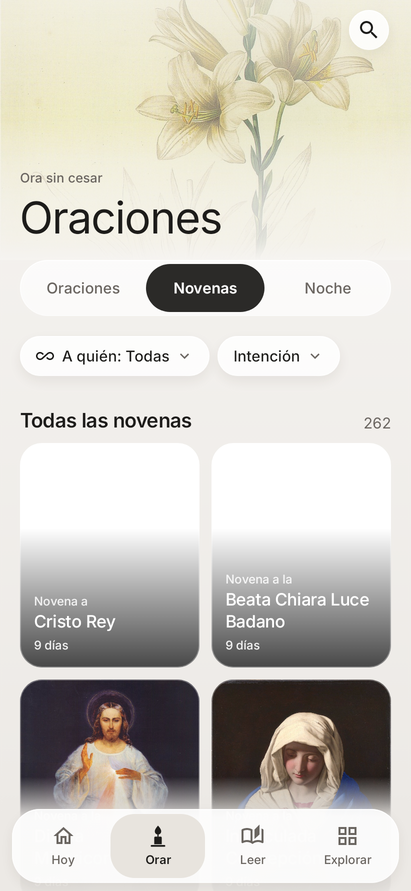 Ora sin cesar
Oraciones
Oraciones
Novenas
Noche
A quién: Todas
Intención
Todas las novenas
262
Novena a
Cristo Rey
9 días
Novena a la
Beata Chiara Luce
Badano
9 días
Hoy
Orar
Leer
Explorar